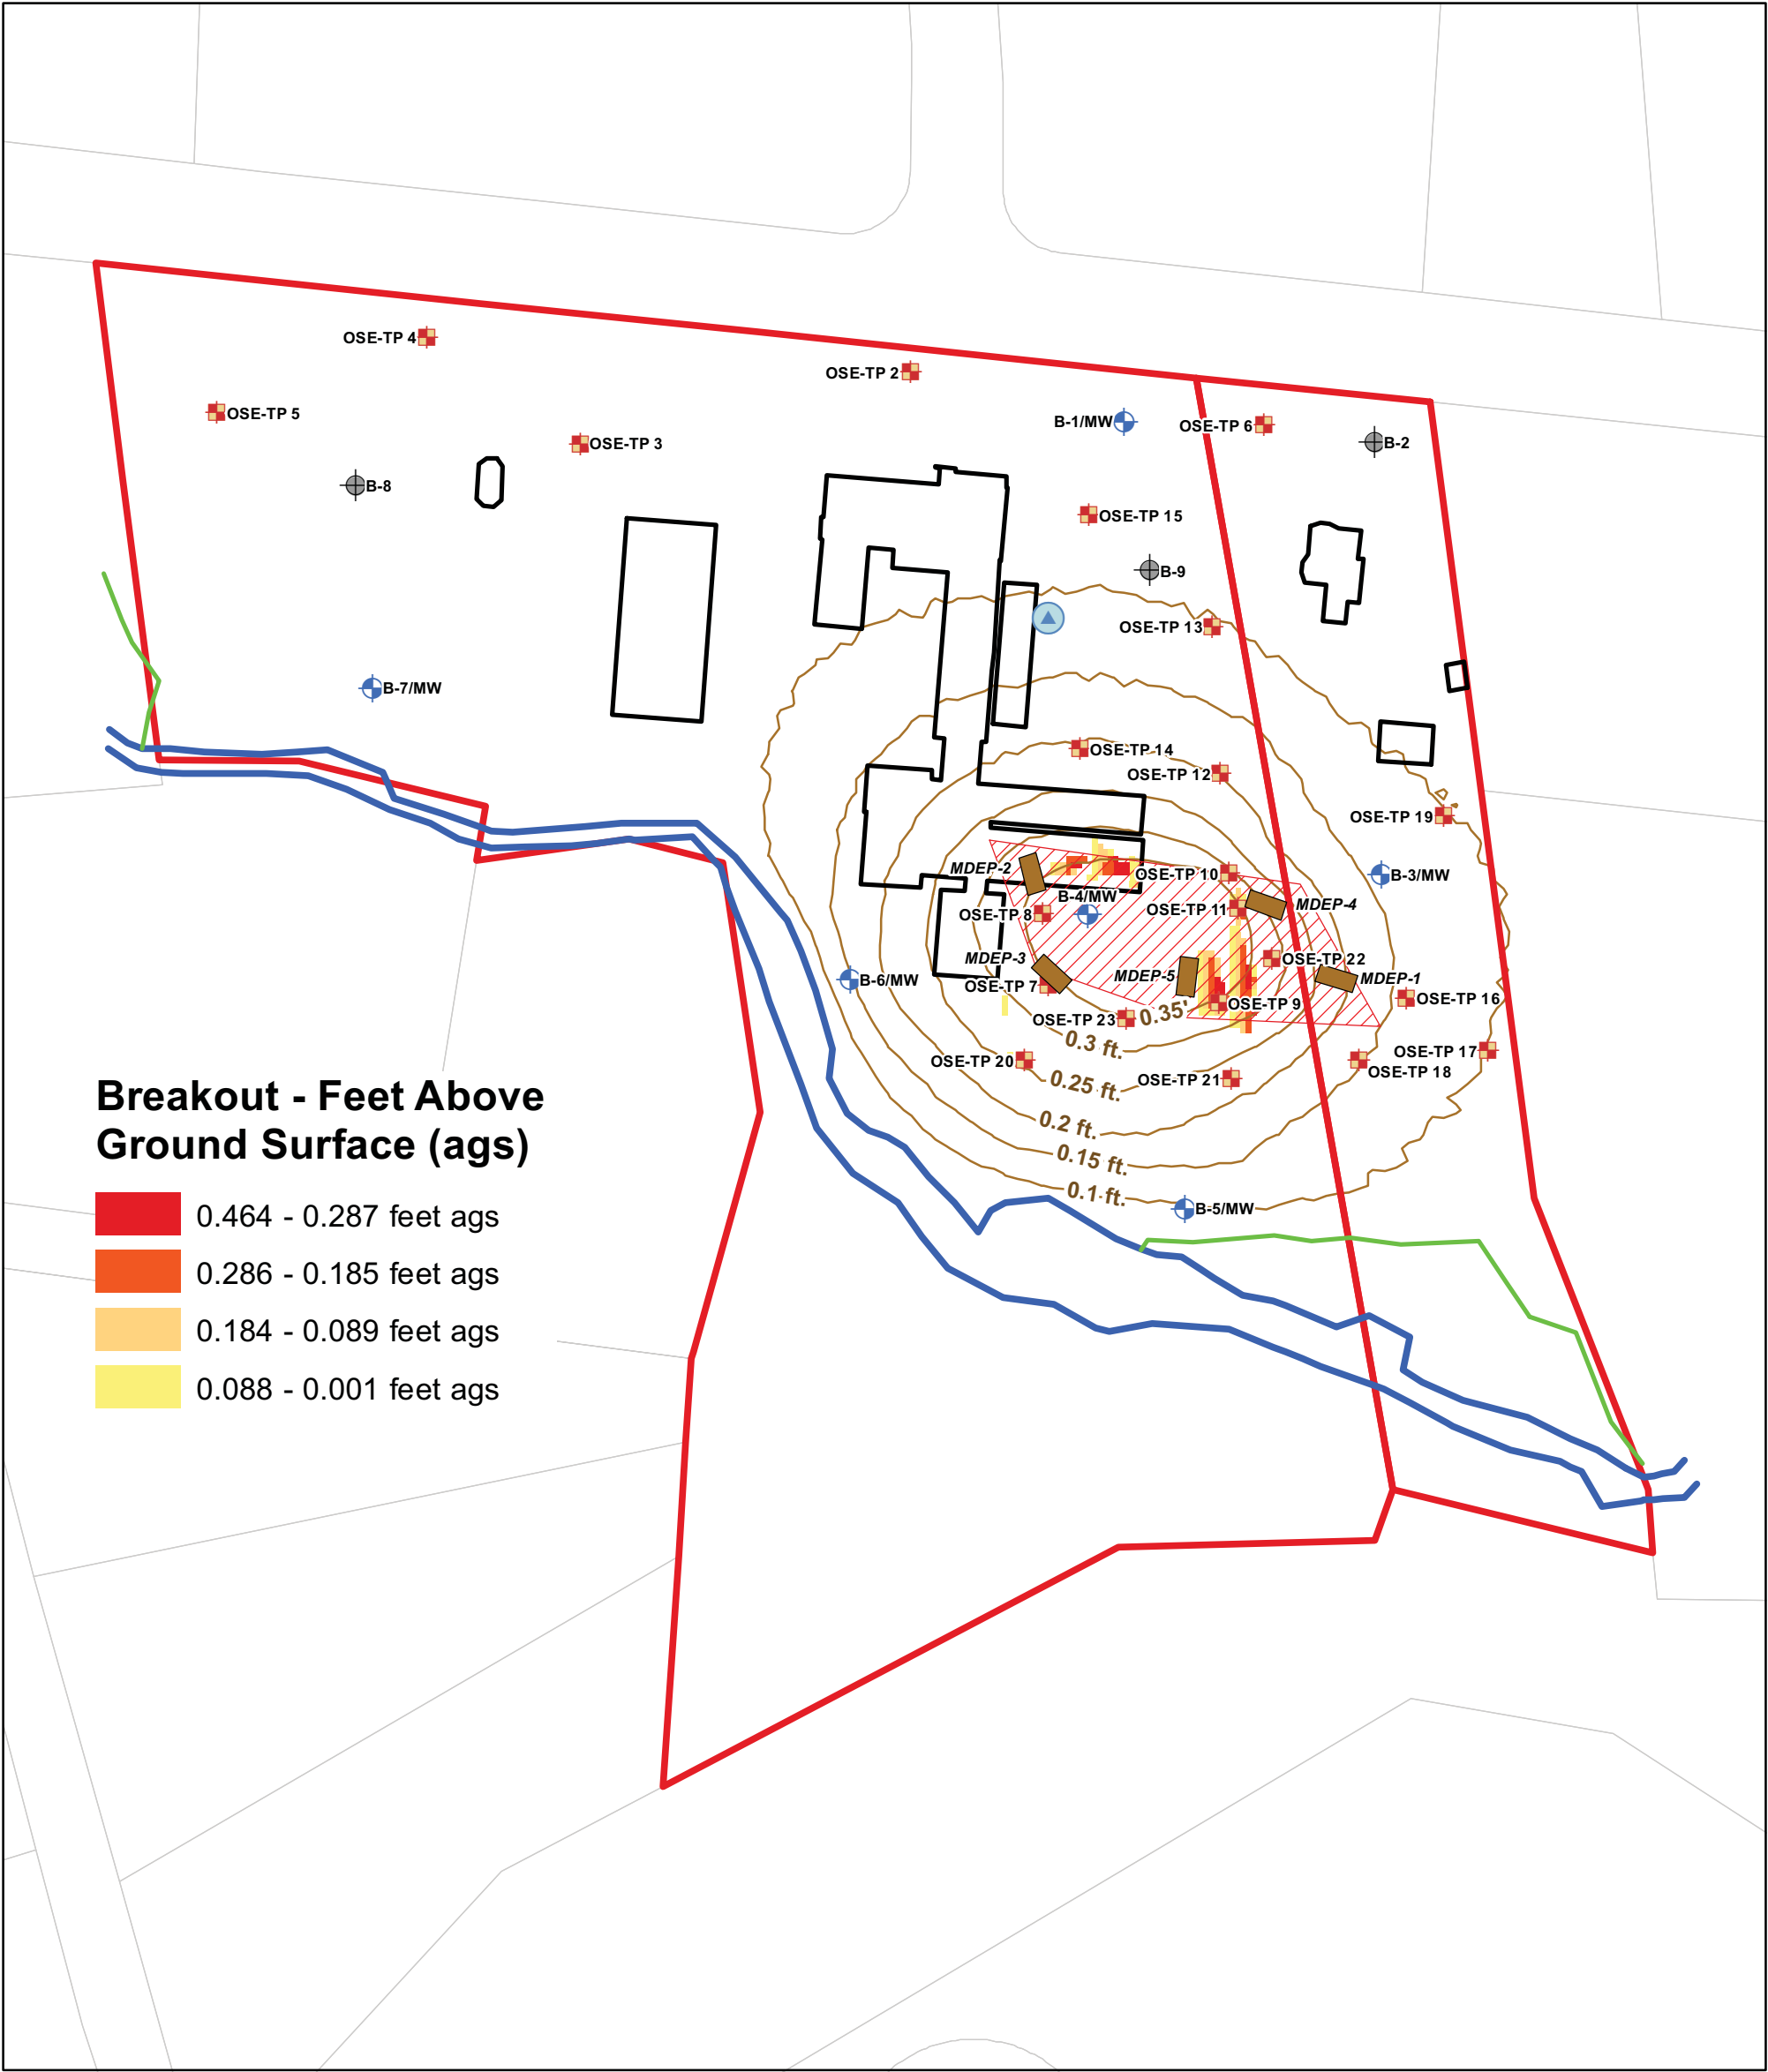 OSE-TP 4
OSE-TP 2
OSE-TP 5
B-1/MW
OSE-TP 6
B-2
OSE-TP 3
B-8
OSE-TP 15
B-9
OSE-TP 13
B-7/MW
OSE-TP 14
OSE-TP 12
OSE-TP 19
MDEP-2
OSE-TP 10
B-3/MW
B-4/MW
OSE-TP 8
OSE-TP 11
MDEP-4
MDEP-3
OSE-TP 22
B-6/MW
MDEP-5
MDEP-1
OSE-TP 7
OSE-TP 9
OSE-TP 16
OSE-TP 23
0.35'
0.3 ft.
OSE-TP 17
OSE-TP 20
OSE-TP 18
OSE-TP 21
0.25 ft.
0.2 ft.
0.15 ft.
0.1 ft.
B-5/MW
Breakout - Feet Above
Ground Surface (ags)
0.464 - 0.287 feet ags
0.286 - 0.185 feet ags
0.184 - 0.089 feet ags
0.088 - 0.001 feet ags